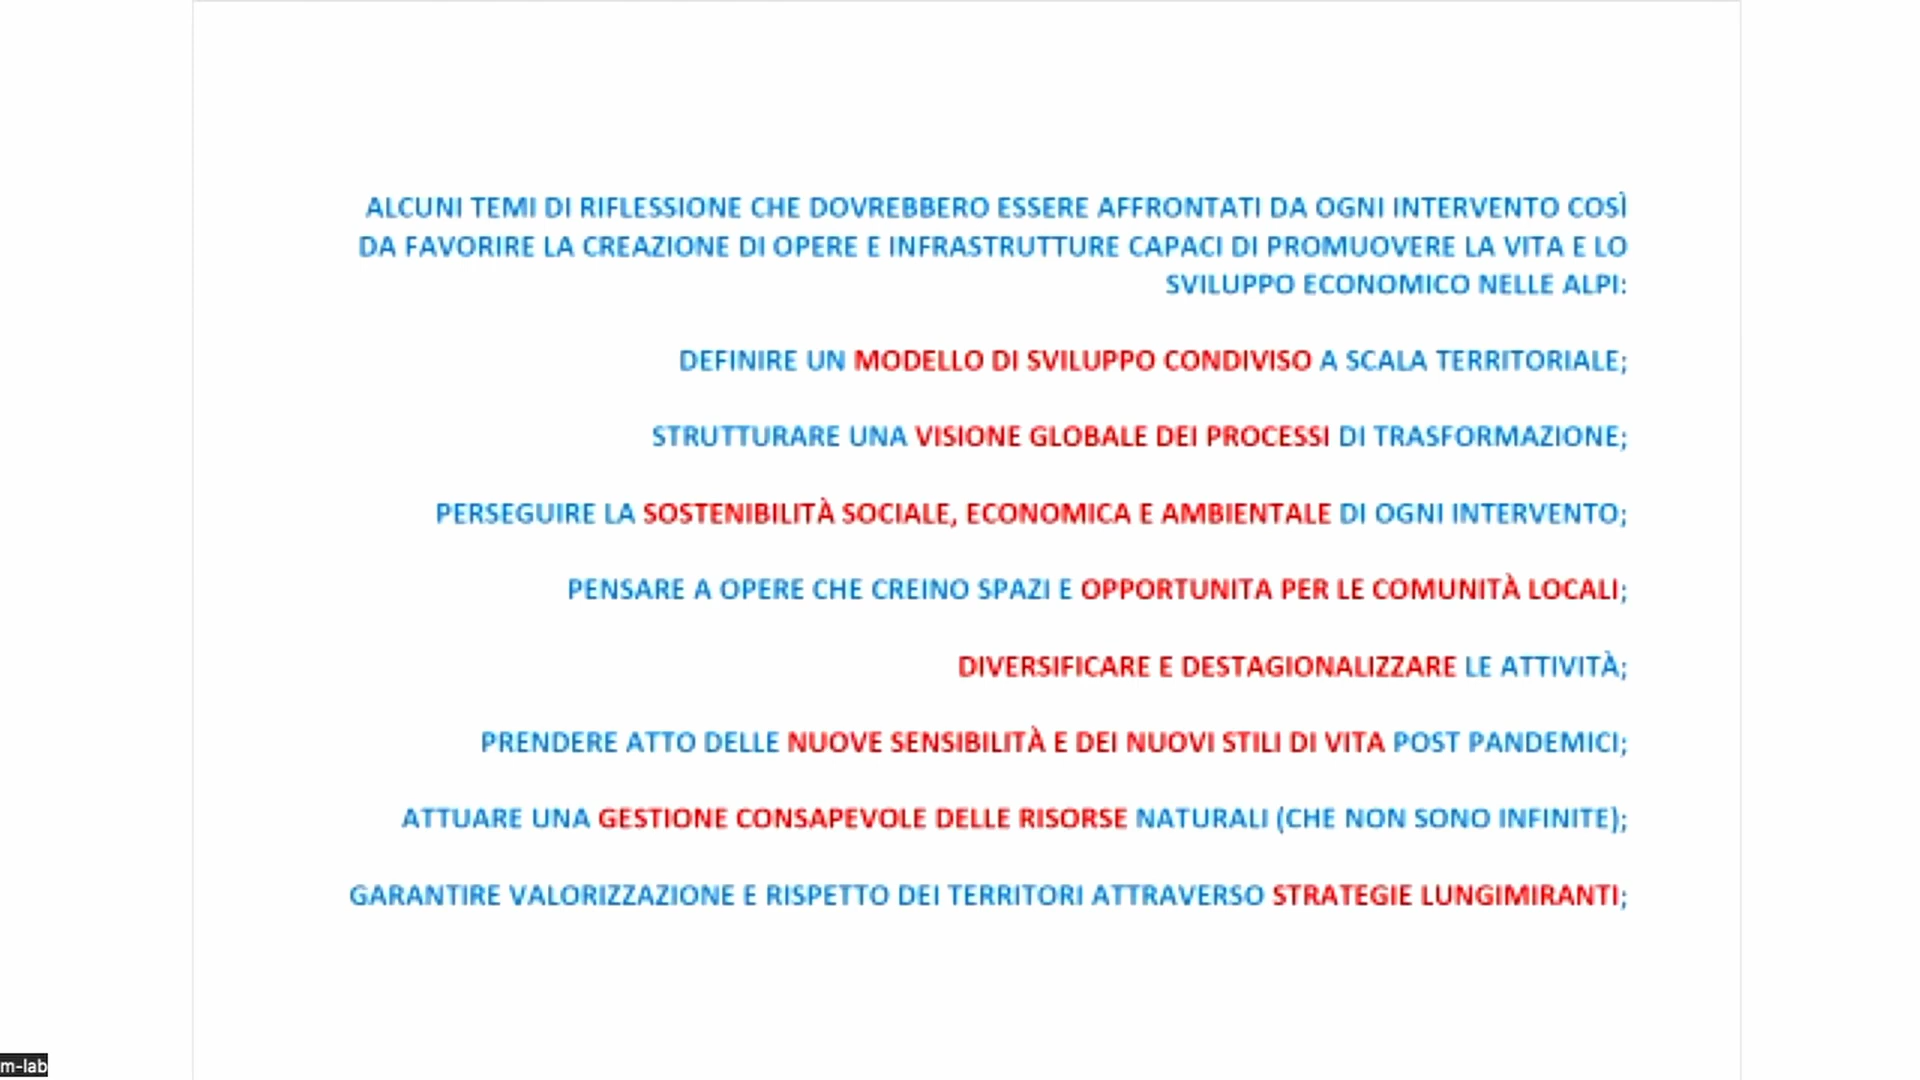 ALCUNI TEMI DI RIFLESSIONE CHE DOVREBBERO ESSERE AFFRONTATI DA OGNI INTERVENTO COSÌ
DA FAVORIRE LA CREAZIONE DI OPERE E INFRASTRUTTURE CAPACI DI PROMUOVERE LA VITA E LO
SVILUPPO ECONOMICO NELLE ALPI:
DEFINIRE UN MODELLO DI SVILUPPO CONDIVISO A SCALA TERRITORIALE;
STRUTTURARE UNA VISIONE GLOBALE DEI PROCESSI DI TRASFORMAZIONE;
PERSEGUIRE LA SOSTENIBILITÀ SOCIALE, ECONOMICA E AMBIENTALE DI OGNI INTERVENTO;
PENSARE A OPERE CHE CREINO SPAZI E OPPORTUNITA PER LE COMUNITÀ LOCALI;
DIVERSIFICARE E DESTAGIONALIZZARE LE ATTIVITÀ;
PRENDERE ATTO DELLE NUOVE SENSIBILITÀ E DEI NUOVI STILI DI VITA POST PANDEMICI;
ATTUARE UNA GESTIONE CONSAPEVOLE DELLE RISORSE NATURALI (CHE NON SONO INFINITE);
GARANTIRE VALORIZZAZIONE E RISPETTO DEI TERRITORI ATTRAVERSO STRATEGIE LUNGIMIRANTI;
m-lab